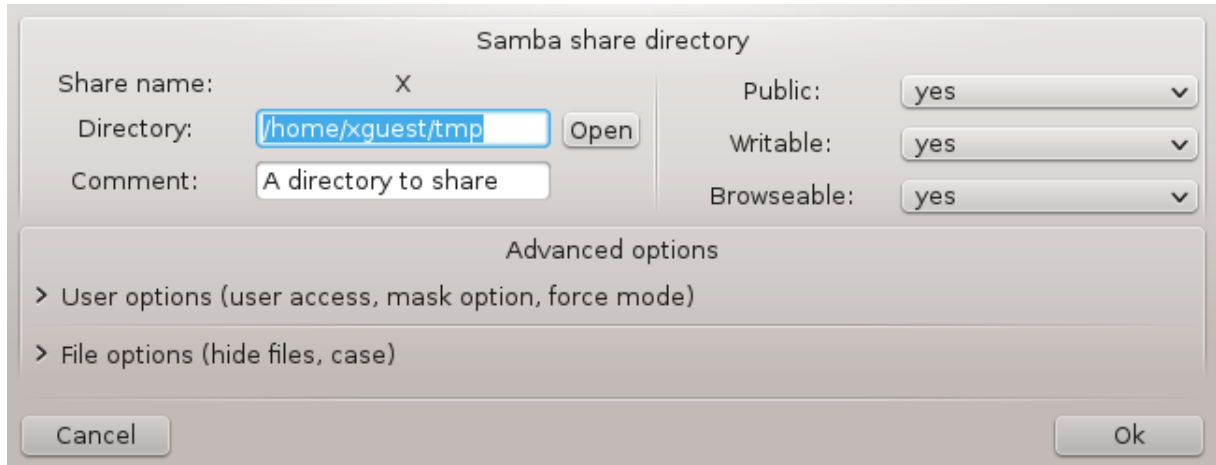 Samba share directory
Share name: X
Directory: /home/xguest/tmp Open
Comment: A directory to share
Public: yes
Writable: yes
Browseable: yes
Advanced options
> User options (user access, mask option, force mode)
> File options (hide files, case)
Cancel Ok